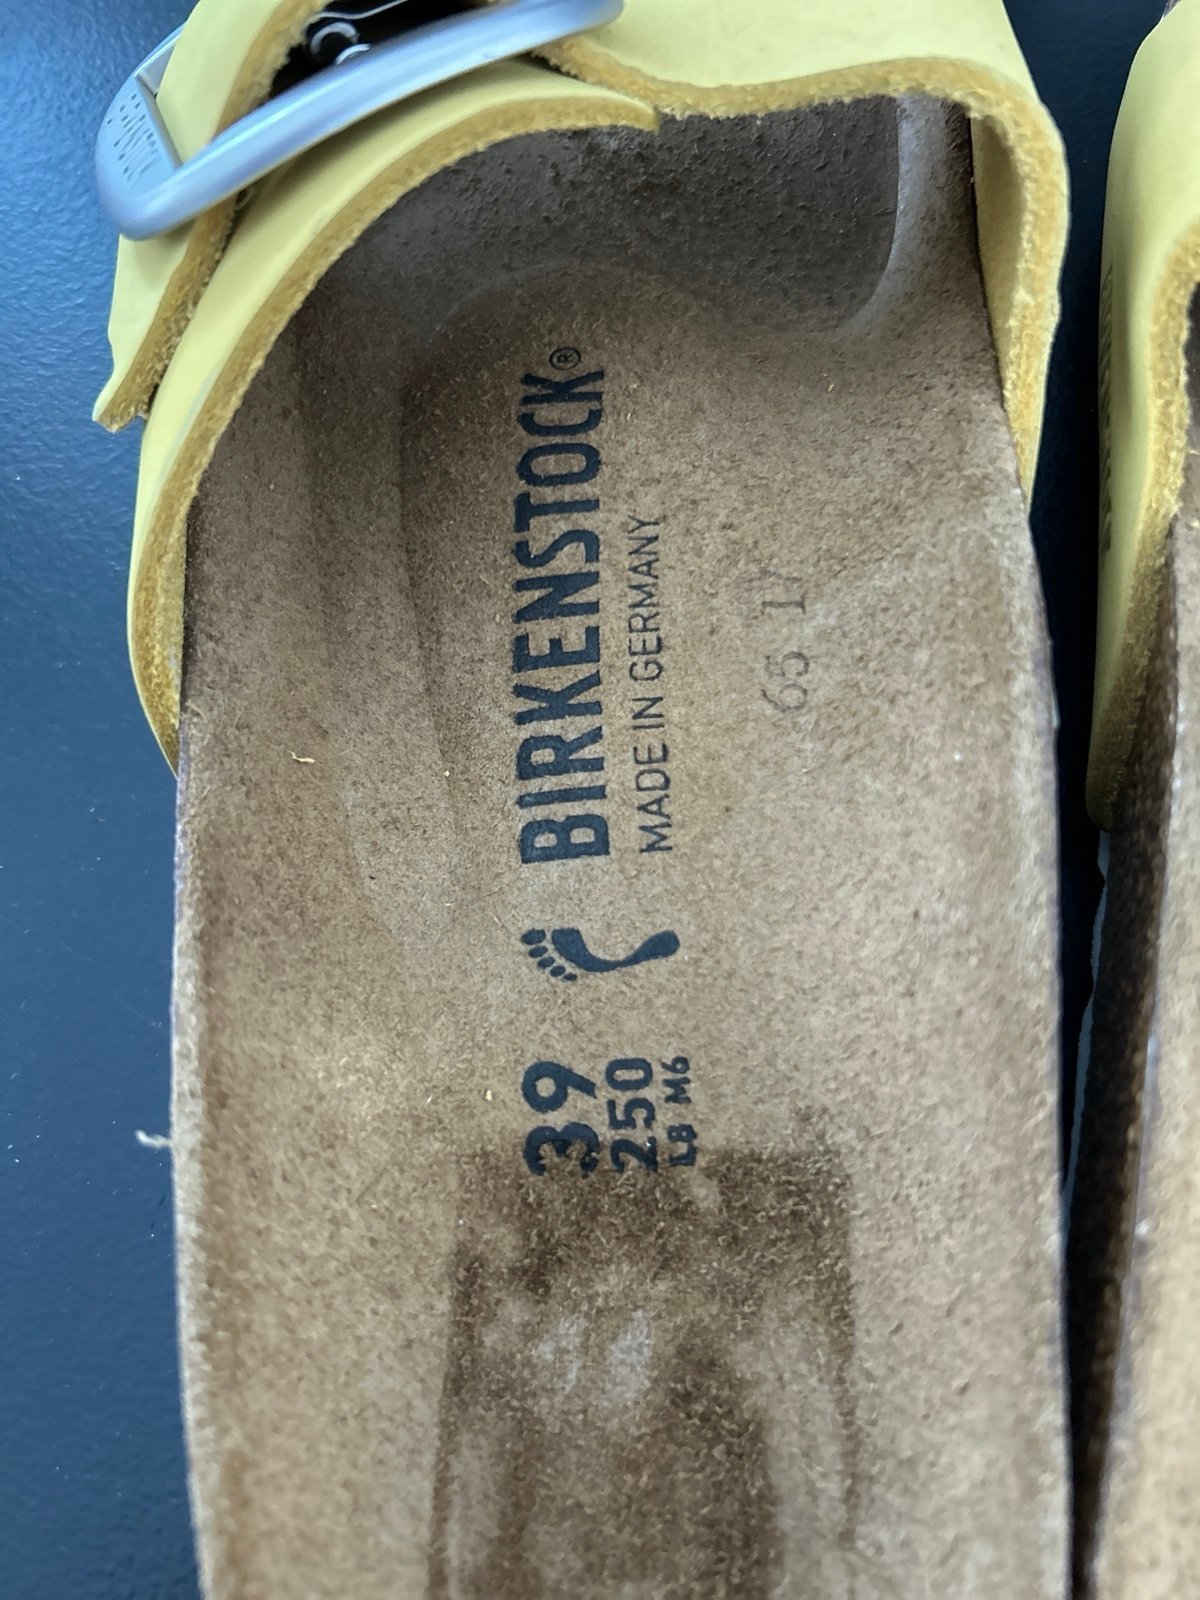 BIRKENSTOCK®
MADE IN GERMANY
65 17
39
250
L8 M6